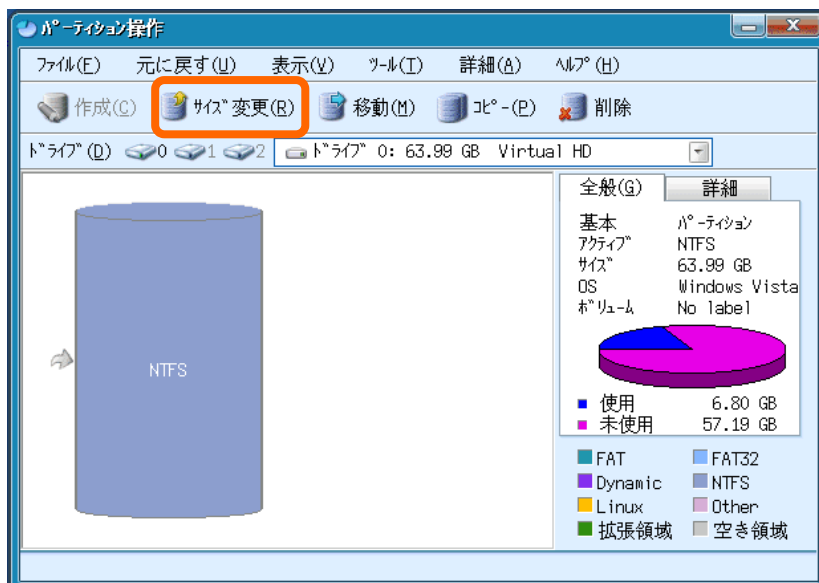 ﾊﾟｰﾃｨｼｮﾝ操作
ﾌｧｲﾙ(F) 元に戻す(U) 表示(V) ﾂｰﾙ(T) 詳細(A) ﾍﾙﾌﾟ(H)
作成(C) ｻｲｽﾞ変更(R) 移動(M) ｺﾋﾟｰ(P) 削除
ﾄﾞﾗｲﾌﾞ(D) 0 1 2 ﾄﾞﾗｲﾌﾞ 0: 63.99 GB Virtual HD
全般(G) 詳細
基本 ﾊﾟｰﾃｨｼｮﾝ
ｱｸﾃｨﾌﾞ NTFS
ｻｲｽﾞ 63.99 GB
OS Windows Vista
ﾎﾞﾘｭｰﾑ No label
NTFS
使用 6.80 GB
未使用 57.19 GB
FAT FAT32
Dynamic NTFS
Linux Other
拡張領域 空き領域